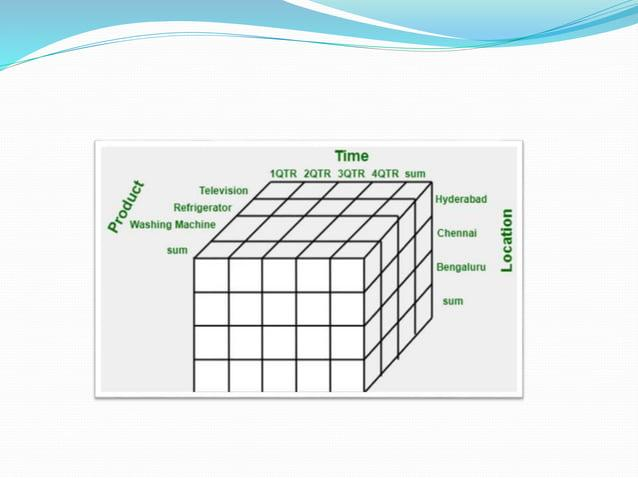 Time
1QTR 2QTR 3QTR 4QTR sum
Product
Television
Refrigerator
Washing Machine
sum
Location
Hyderabad
Chennai
Bengaluru
sum